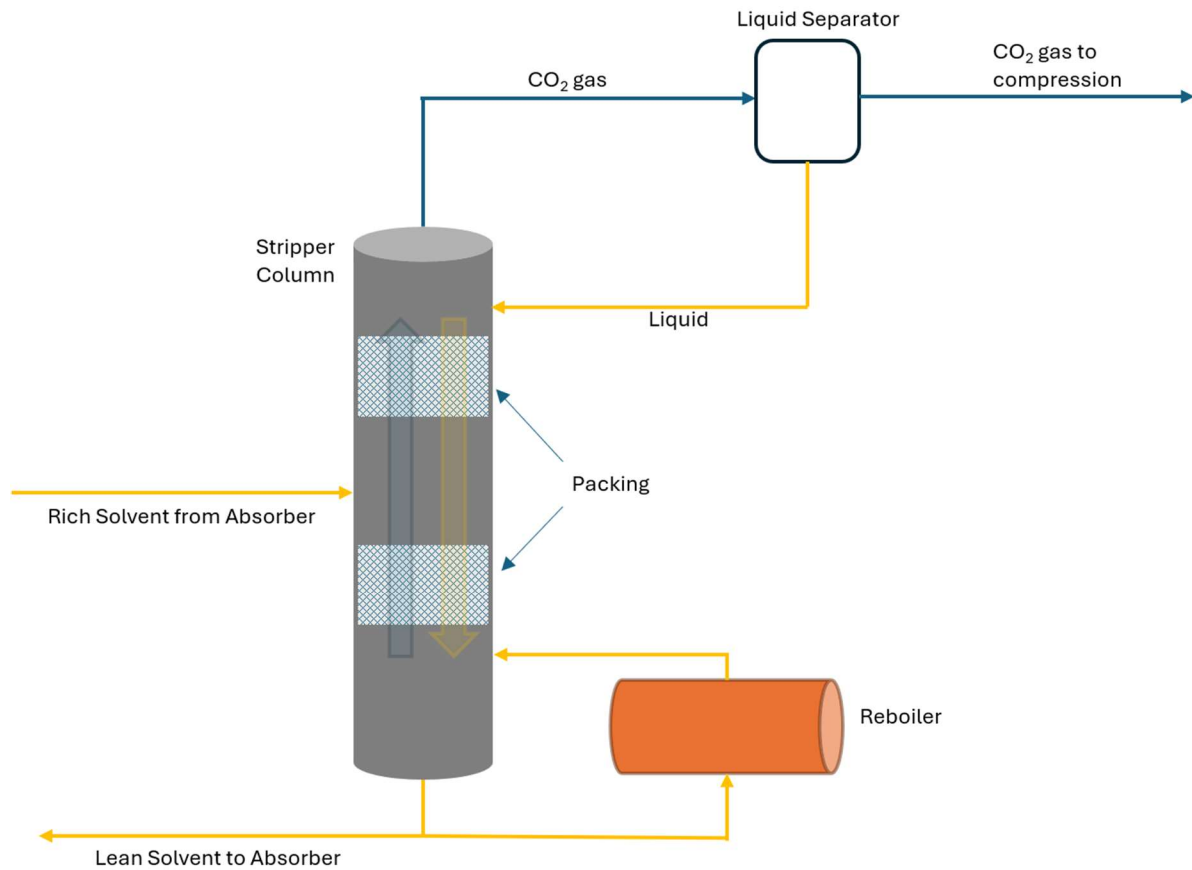 Liquid Separator
CO₂ gas
CO₂ gas to
compression
Stripper
Column
Liquid
Packing
Rich Solvent from Absorber
Reboiler
Lean Solvent to Absorber